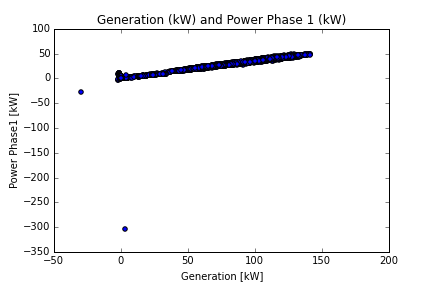 Generation (kW) and Power Phase 1 (kW)
100
50
0
−50
−100
−150
−200
−250
−300
−350
Power Phase1 [kW]
−50 0 50 100 150 200
Generation [kW]